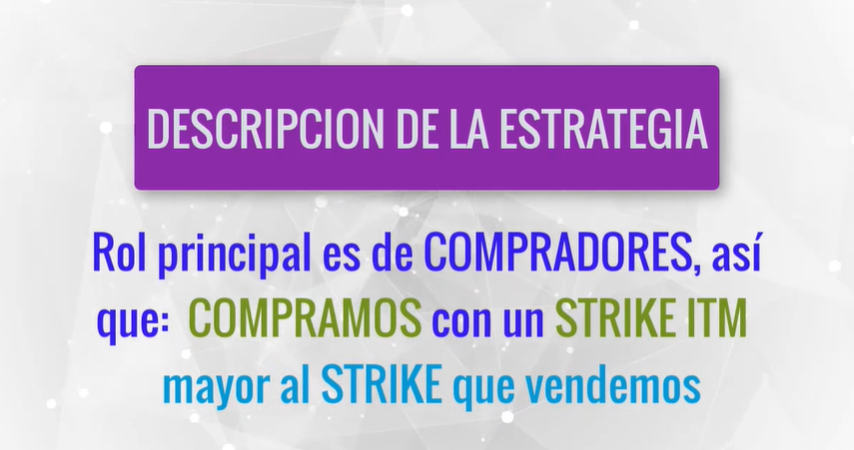 DESCRIPCION DE LA ESTRATEGIA
Rol principal es de COMPRADORES, así
que: COMPRAMOS con un STRIKE ITM
mayor al STRIKE que vendemos